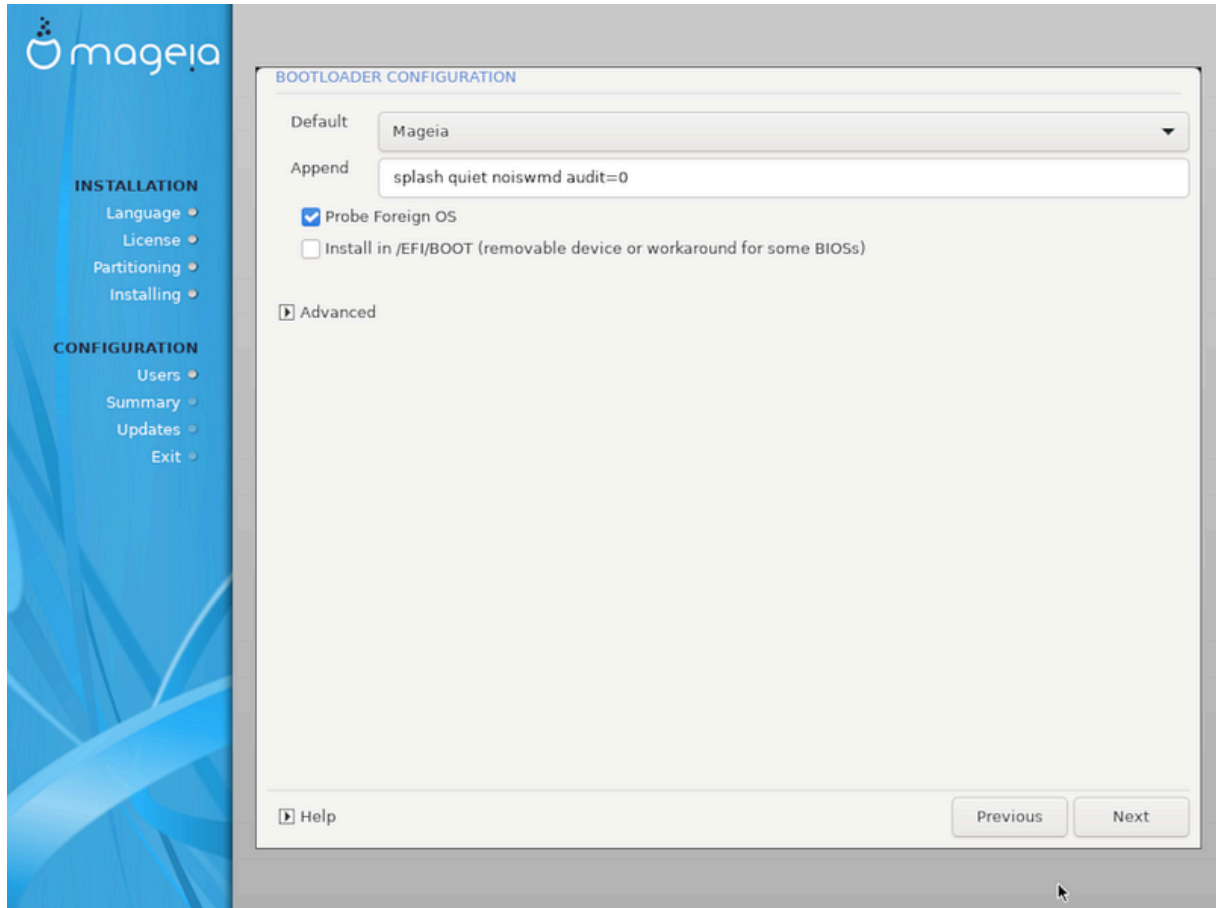 mageia
INSTALLATION
Language
License
Partitioning
Installing
CONFIGURATION
Users
Summary
Updates
Exit
BOOTLOADER CONFIGURATION
Default
Mageia
Append
splash quiet noiswmd audit=0
Probe Foreign OS
Install in /EFI/BOOT (removable device or workaround for some BIOSs)
Advanced
Help
Previous
Next